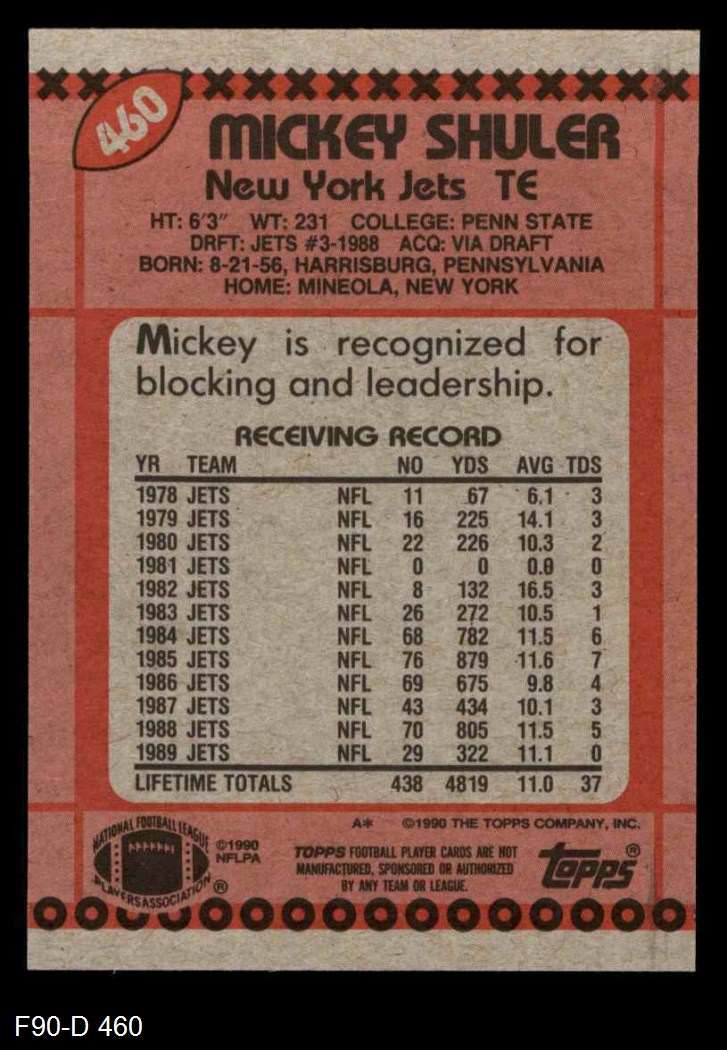 460
MICKEY SHULER
New York Jets TE
HT: 6'3" WT: 231 COLLEGE: PENN STATE
DRFT: JETS #3-1988 ACQ: VIA DRAFT
BORN: 8-21-56, HARRISBURG, PENNSYLVANIA
HOME: MINEOLA, NEW YORK
Mickey is recognized for
blocking and leadership.
RECEIVING RECORD
YR TEAM NO YDS AVG TDS
1978 JETS NFL 11 67 6.1 3
1979 JETS NFL 16 225 14.1 3
1980 JETS NFL 22 226 10.3 2
1981 JETS NFL 0 0 0.0 0
1982 JETS NFL 8 132 16.5 3
1983 JETS NFL 26 272 10.5 1
1984 JETS NFL 68 782 11.5 6
1985 JETS NFL 76 879 11.6 7
1986 JETS NFL 69 675 9.8 4
1987 JETS NFL 43 434 10.1 3
1988 JETS NFL 70 805 11.5 5
1989 JETS NFL 29 322 11.1 0
LIFETIME TOTALS 438 4819 11.0 37
A* ©1990 THE TOPPS COMPANY, INC.
NATIONAL FOOTBALL LEAGUE
PLAYERS ASSOCIATION ®
©1990
NFLPA
TOPPS FOOTBALL PLAYER CARDS ARE NOT
MANUFACTURED, SPONSORED OR AUTHORIZED
BY ANY TEAM OR LEAGUE.
topps®
F90-D 460